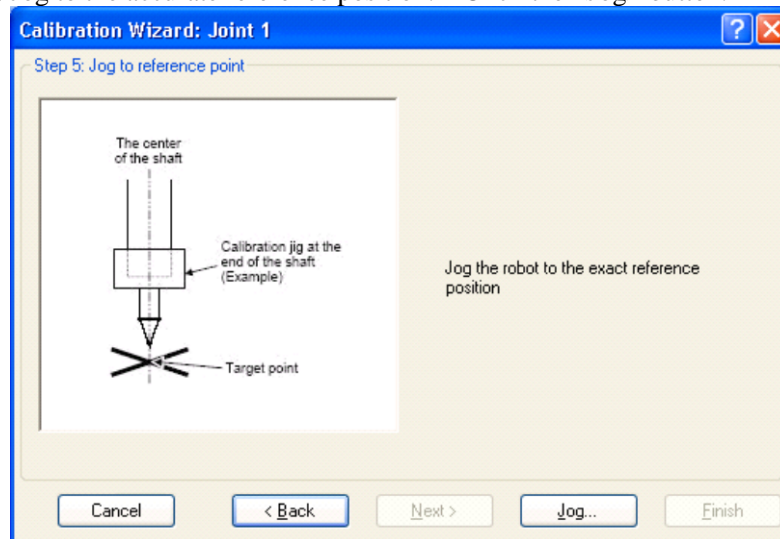 Calibration Wizard: Joint 1
Step 5: Jog to reference point
The center
of the shaft
Calibration jig at the
end of the shaft
(Example)
Target point
Jog the robot to the exact reference
position
Cancel
< Back
Next >
Jog...
Finish